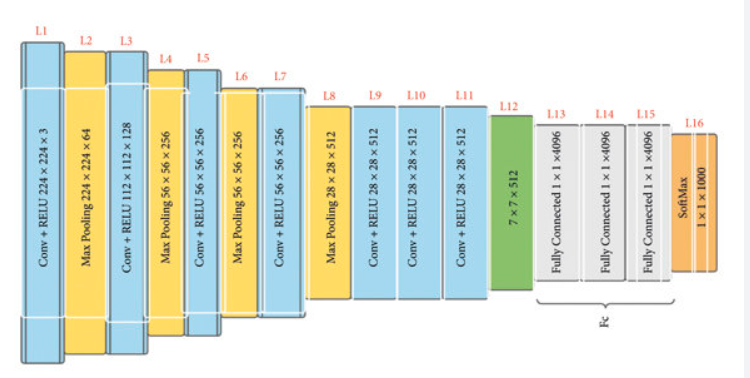 L1
L2
L3
L4
L5
L6
L7
L8
L9
L10
L11
L12
L13
L14
L15
L16
Conv + RELU 224 × 224 × 3
Max Pooling 224 × 224 × 64
Conv + RELU 112 × 112 × 128
Max Pooling 56 × 56 × 256
Conv + RELU 56 × 56 × 256
Max Pooling 56 × 56 × 256
Conv + RELU 56 × 56 × 256
Max Pooling 28 × 28 × 512
Conv + RELU 28 × 28 × 512
Conv + RELU 28 × 28 × 512
Conv + RELU 28 × 28 × 512
7 × 7 × 512
Fully Connected 1 × 1 ×4096
Fully Connected 1 × 1 ×4096
Fully Connected 1 × 1 ×4096
SoftMax
1 × 1 × 1000
Fc